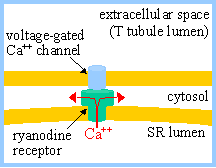 extracellular space
(T tubule lumen)
voltage-gated
Ca++ channel
cytosol
ryanodine
receptor
Ca++
SR lumen